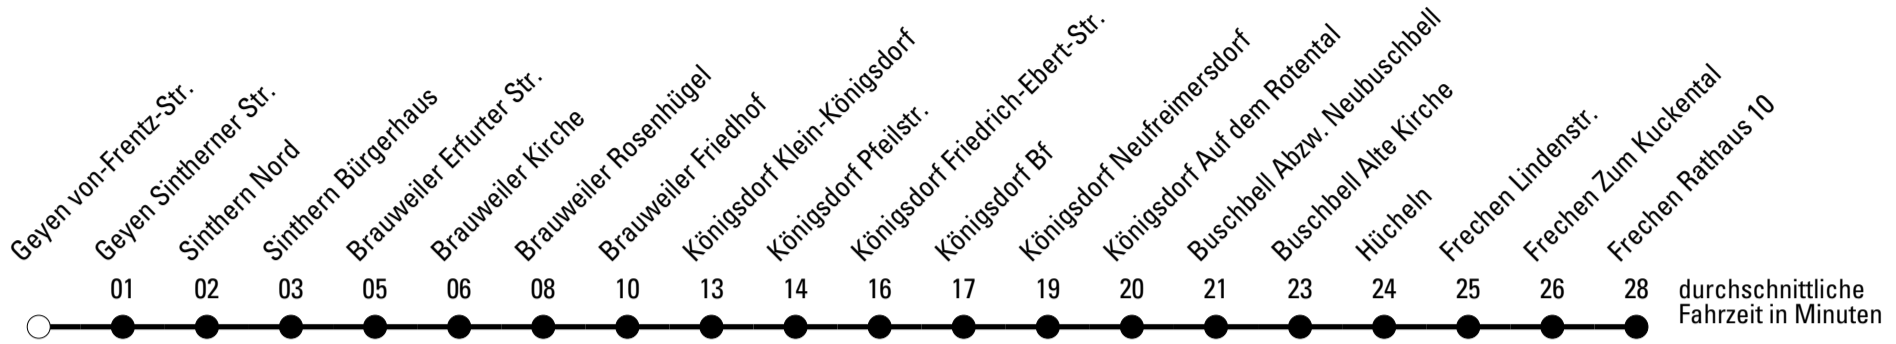 Geyen von-Frentz-Str.
Geyen Sintherner Str.
Sinthern Nord
Sinthern Bürgerhaus
Brauweiler Erfurter Str.
Brauweiler Kirche
Brauweiler Rosenhügel
Brauweiler Friedhof
Königsdorf Klein-Königsdorf
Königsdorf Pfeilstr.
Königsdorf Friedrich-Ebert-Str.
Königsdorf Bf
Königsdorf Neufreimersdorf
Königsdorf Auf dem Rotental
Buschbell Abzw. Neubuschbell
Buschbell Alte Kirche
Hücheln
Frechen Lindenstr.
Frechen Zum Kuckental
Frechen Rathaus 10
01 02 03 05 06 08 10 13 14 16 17 19 20 21 23 24 25 26 28
durchschnittliche
Fahrzeit in Minuten